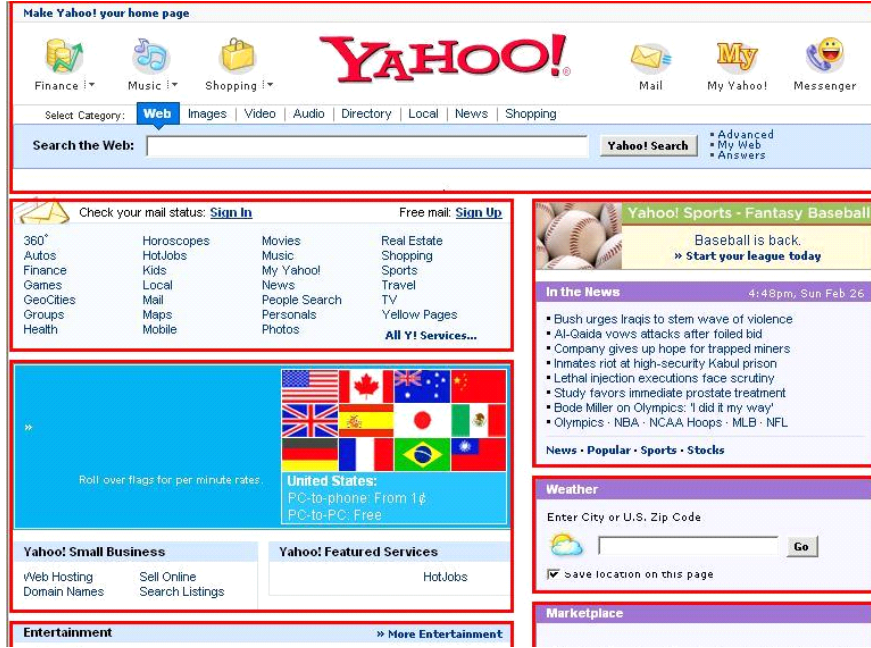 Make Yahoo! your home page
Finance Music Shopping YAHOO! Mail My Yahoo! Messenger
Select Category: Web Images | Video | Audio | Directory | Local | News | Shopping
Search the Web: Yahoo! Search
Advanced
My Web
Answers
Check your mail status: Sign In Free mail: Sign Up
360° Horoscopes Movies Real Estate
Autos HotJobs Music Shopping
Finance Kids My Yahoo! Sports
Games Local News Travel
GeoCities Mail People Search TV
Groups Maps Personals Yellow Pages
Health Mobile Photos All Y! Services...
»
Roll over flags for per minute rates.
United States:
PC-to-phone: From 1¢
PC-to-PC: Free
Yahoo! Small Business
Web Hosting Sell Online
Domain Names Search Listings
Yahoo! Featured Services
HotJobs
Entertainment » More Entertainment
Yahoo! Sports - Fantasy Baseball
Baseball is back.
» Start your league today
In the News 4:48pm, Sun Feb 26
Bush urges Iraqis to stem wave of violence
Al-Qaida vows attacks after foiled bid
Company gives up hope for trapped miners
Inmates riot at high-security Kabul prison
Lethal injection executions face scrutiny
Study favors immediate prostate treatment
Bode Miller on Olympics: 'I did it my way'
Olympics · NBA · NCAA Hoops · MLB · NFL
News · Popular · Sports · Stocks
Weather
Enter City or U.S. Zip Code
Go
Save location on this page
Marketplace